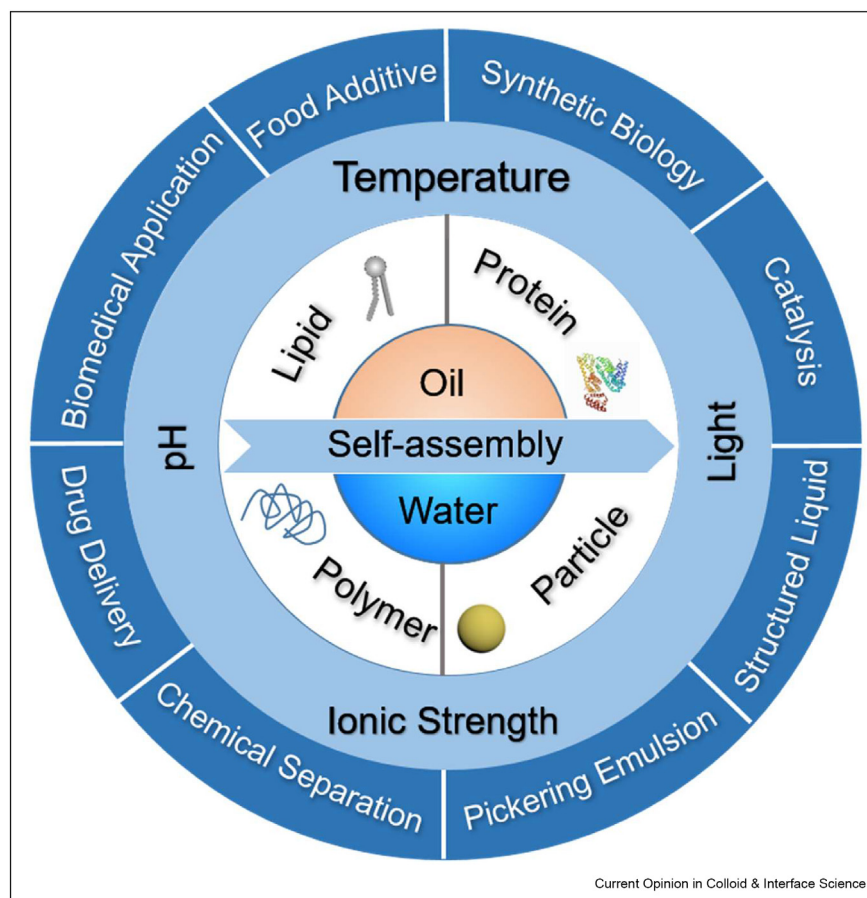 Food Additive
Synthetic Biology
Biomedical Application
Catalysis
Temperature
Lipid
Protein
Oil
pH
Self-assembly
Light
Water
Polymer
Particle
Drug Delivery
Structured Liquid
Ionic Strength
Chemical Separation
Pickering Emulsion
Current Opinion in Colloid & Interface Science